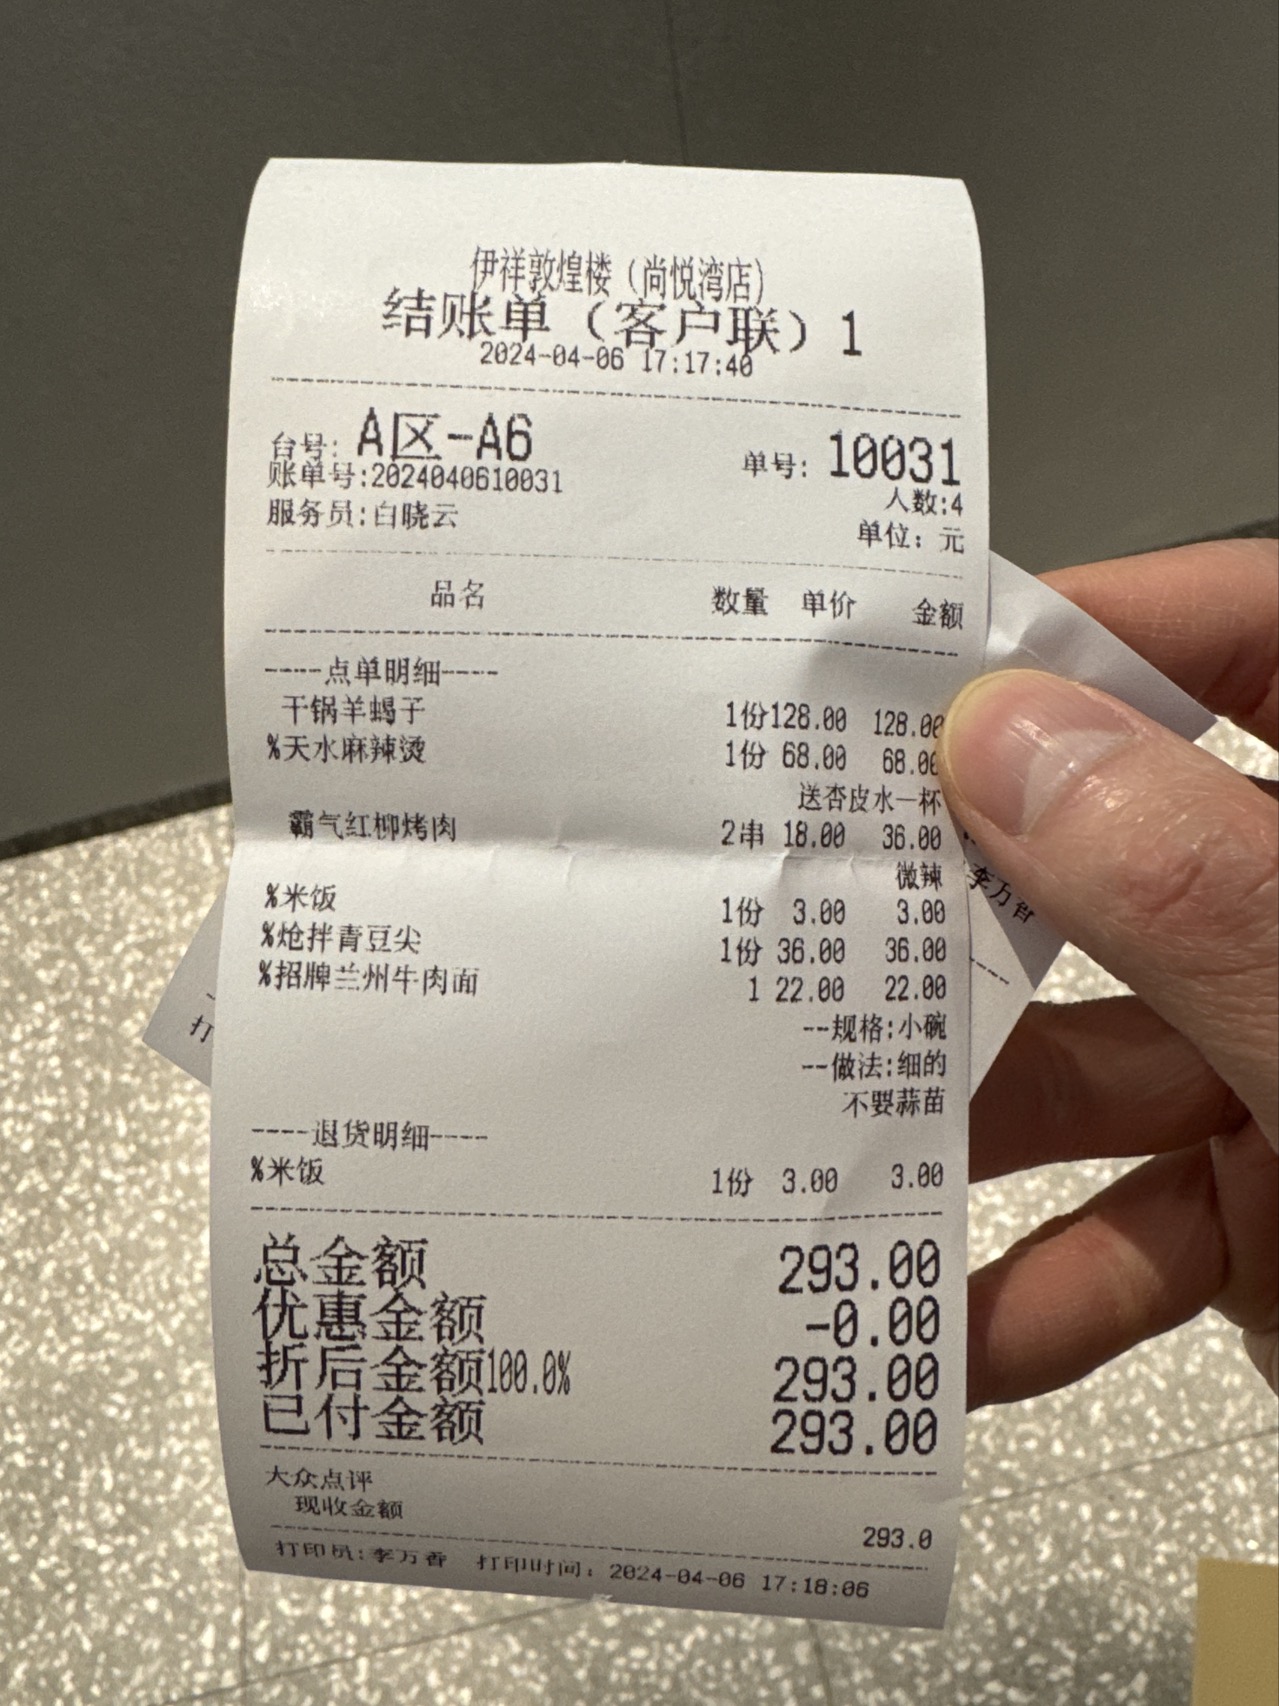 伊祥敦煌楼（尚悦湾店）
结账单（客户联）1
2024-04-06 17:17:40
台号: A区-A6 单号: 10031
账单号:2024040610031 人数:4
服务员:白晓云 单位: 元
品名 数量 单价 金额
-----点单明细----
干锅羊蝎子 1份128.00 128.00
%天水麻辣烫 1份 68.00 68.00
送杏皮水一杯
霸气红柳烤肉 2串 18.00 36.00
微辣
%米饭 1份 3.00 3.00
%炝拌青豆尖 1份 36.00 36.00
%招牌兰州牛肉面 1 22.00 22.00
--规格:小碗
--做法:细的
不要蒜苗
----退货明细----
%米饭 1份 3.00 3.00
总金额 293.00
优惠金额 -0.00
折后金额100.0% 293.00
已付金额 293.00
大众点评
现收金额 293.0
打印员:李万香 打印时间: 2024-04-06 17:18:06
李万香
打